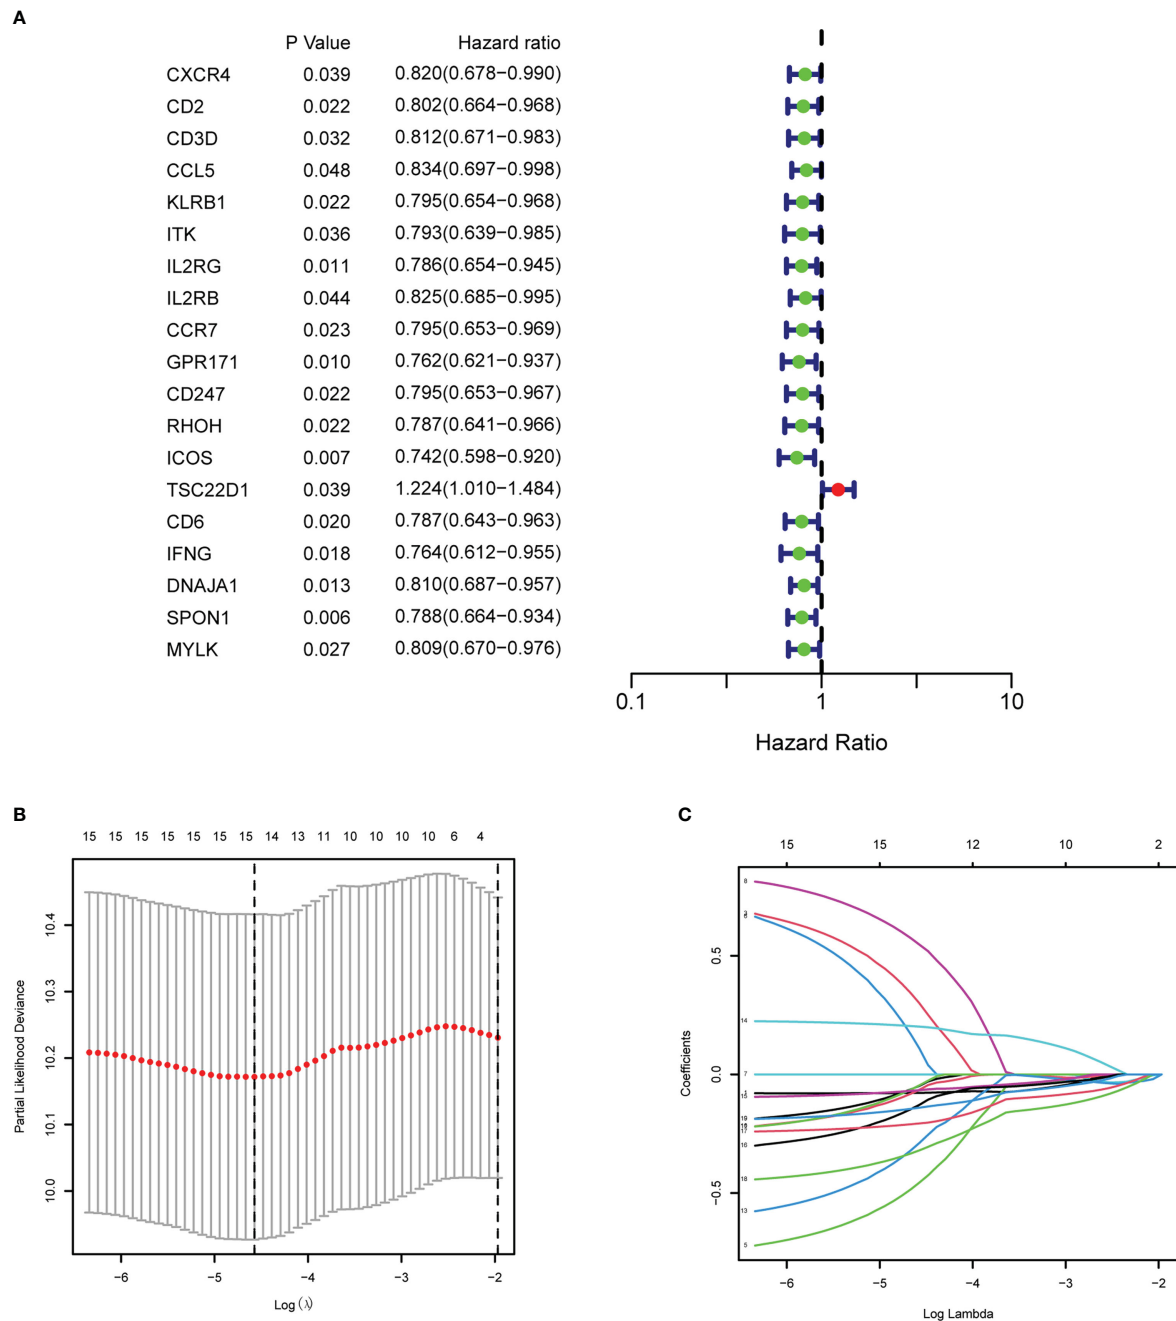 A
P Value Hazard ratio
CXCR4 0.039 0.820(0.678−0.990)
CD2 0.022 0.802(0.664−0.968)
CD3D 0.032 0.812(0.671−0.983)
CCL5 0.048 0.834(0.697−0.998)
KLRB1 0.022 0.795(0.654−0.968)
ITK 0.036 0.793(0.639−0.985)
IL2RG 0.011 0.786(0.654−0.945)
IL2RB 0.044 0.825(0.685−0.995)
CCR7 0.023 0.795(0.653−0.969)
GPR171 0.010 0.762(0.621−0.937)
CD247 0.022 0.795(0.653−0.967)
RHOH 0.022 0.787(0.641−0.966)
ICOS 0.007 0.742(0.598−0.920)
TSC22D1 0.039 1.224(1.010−1.484)
CD6 0.020 0.787(0.643−0.963)
IFNG 0.018 0.764(0.612−0.955)
DNAJA1 0.013 0.810(0.687−0.957)
SPON1 0.006 0.788(0.664−0.934)
MYLK 0.027 0.809(0.670−0.976)
0.1 1 10
Hazard Ratio
B
15 15 15 15 15 15 15 14 13 11 10 10 10 10 6 4
Partial Likelihood Deviance
10.4
10.3
10.2
10.1
10.0
−6 −5 −4 −3 −2
Log (λ)
C
15 15 12 10 2
Coefficients
0.5
0.0
−0.5
8
14
7
15
19
16
18
13
5
−6 −5 −4 −3 −2
Log Lambda